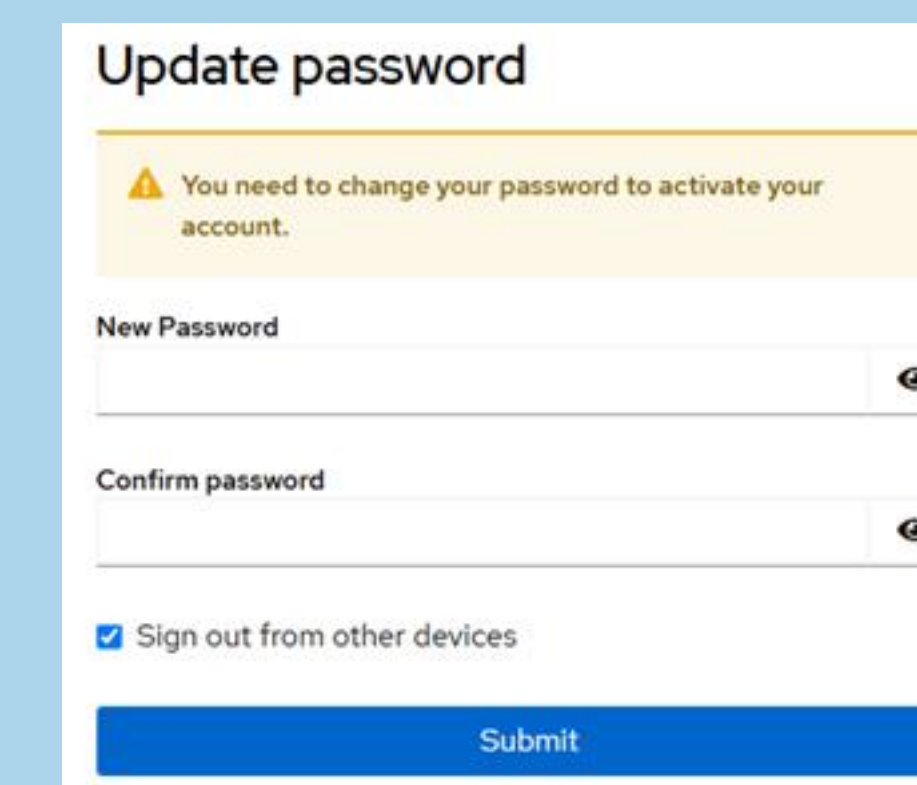 Update password
You need to change your password to activate your
account.
New Password
Confirm password
Sign out from other devices
Submit